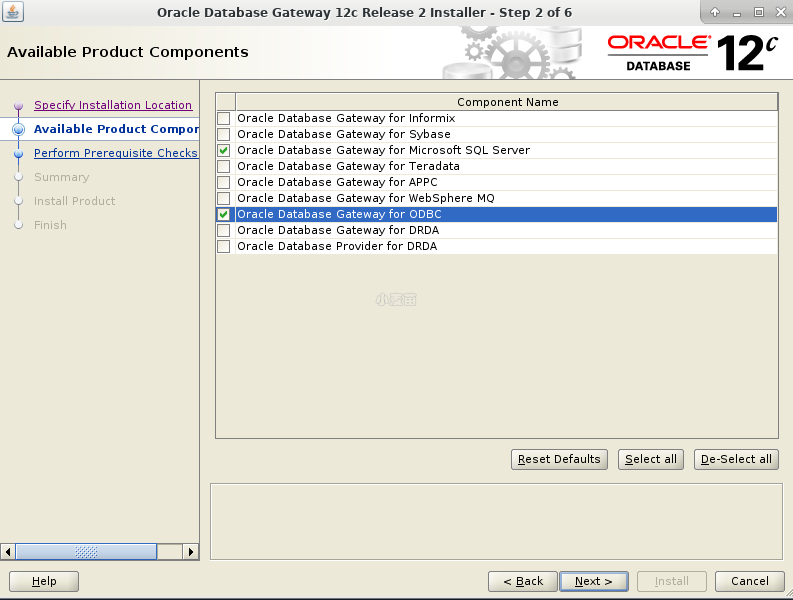 Oracle Database Gateway 12c Release 2 Installer - Step 2 of 6
Available Product Components
ORACLE
DATABASE
12c
Specify Installation Location
Available Product Compor
Perform Prerequisite Checks
Summary
Install Product
Finish
Component Name
Oracle Database Gateway for Informix
Oracle Database Gateway for Sybase
Oracle Database Gateway for Microsoft SQL Server
Oracle Database Gateway for Teradata
Oracle Database Gateway for APPC
Oracle Database Gateway for WebSphere MQ
Oracle Database Gateway for ODBC
Oracle Database Gateway for DRDA
Oracle Database Provider for DRDA
Reset Defaults
Select all
De-Select all
Help
< Back
Next >
Install
Cancel